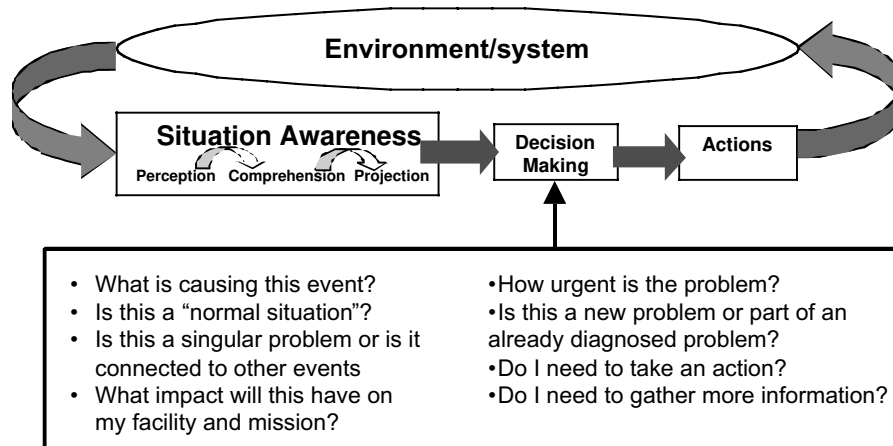 Environment/system
Situation Awareness
Perception Comprehension Projection
Decision
Making
Actions
• What is causing this event?
• Is this a “normal situation”?
• Is this a singular problem or is it
connected to other events
• What impact will this have on
my facility and mission?
•How urgent is the problem?
•Is this a new problem or part of an
already diagnosed problem?
•Do I need to take an action?
•Do I need to gather more information?